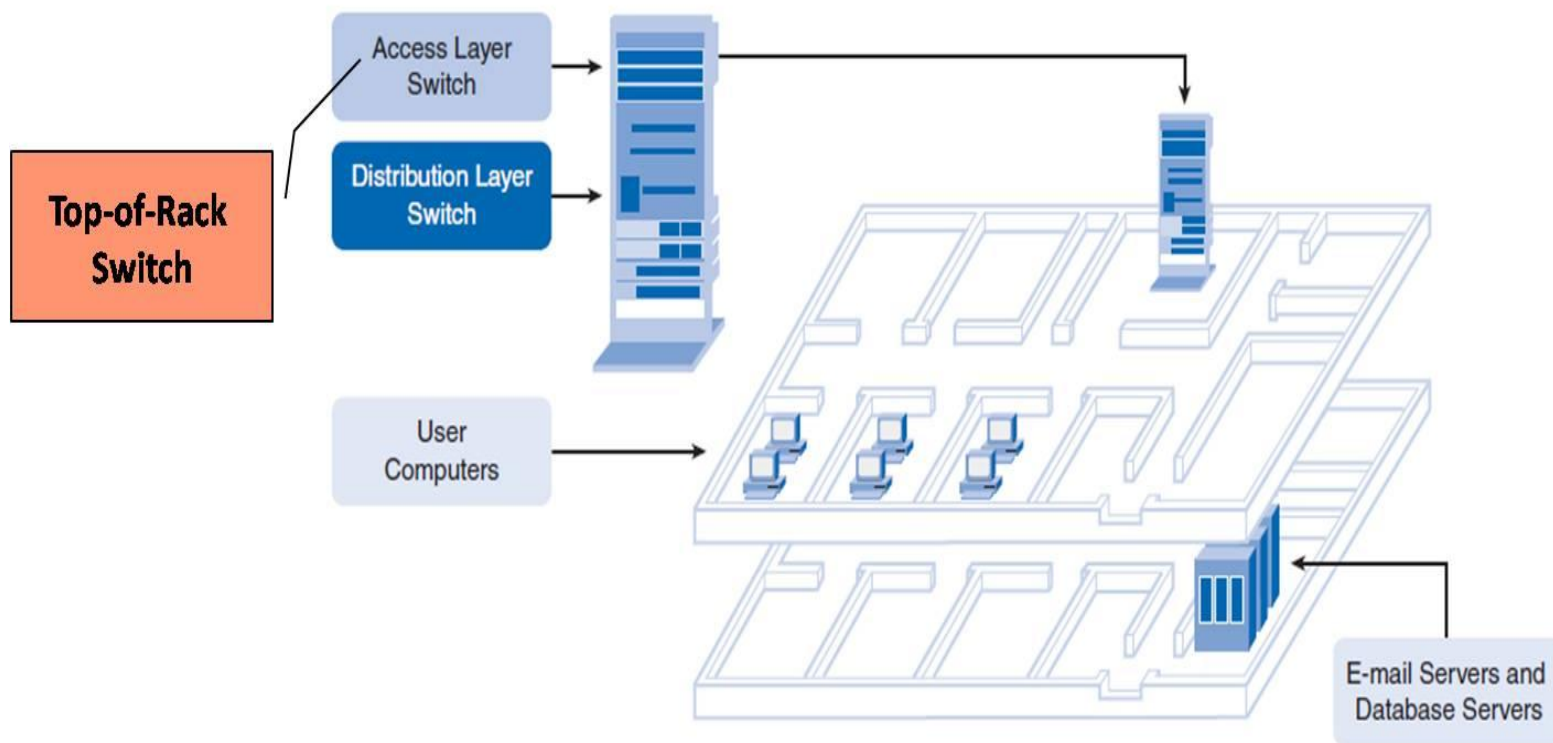 Access Layer
Switch
Top-of-Rack
Switch
Distribution Layer
Switch
User
Computers
E-mail Servers and
Database Servers